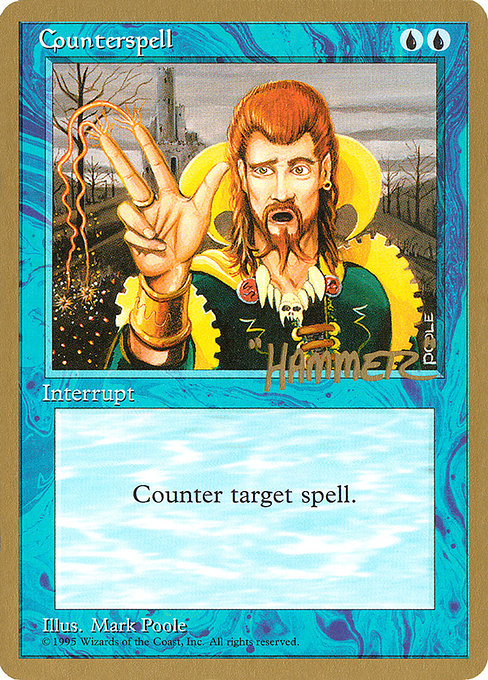 Counterspell
"HAMMER
POOLE
Interrupt
Counter target spell.
Illus. Mark Poole
© 1995 Wizards of the Coast, Inc. All rights reserved.